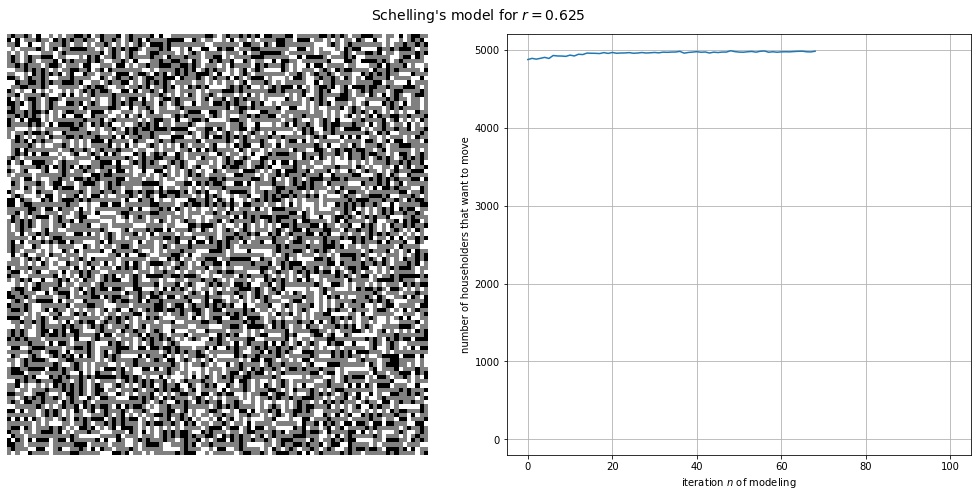 Schelling's model for r = 0.625
number of householders that want to move
5000
4000
3000
2000
1000
0
0 20 40 60 80 100
iteration n of modeling